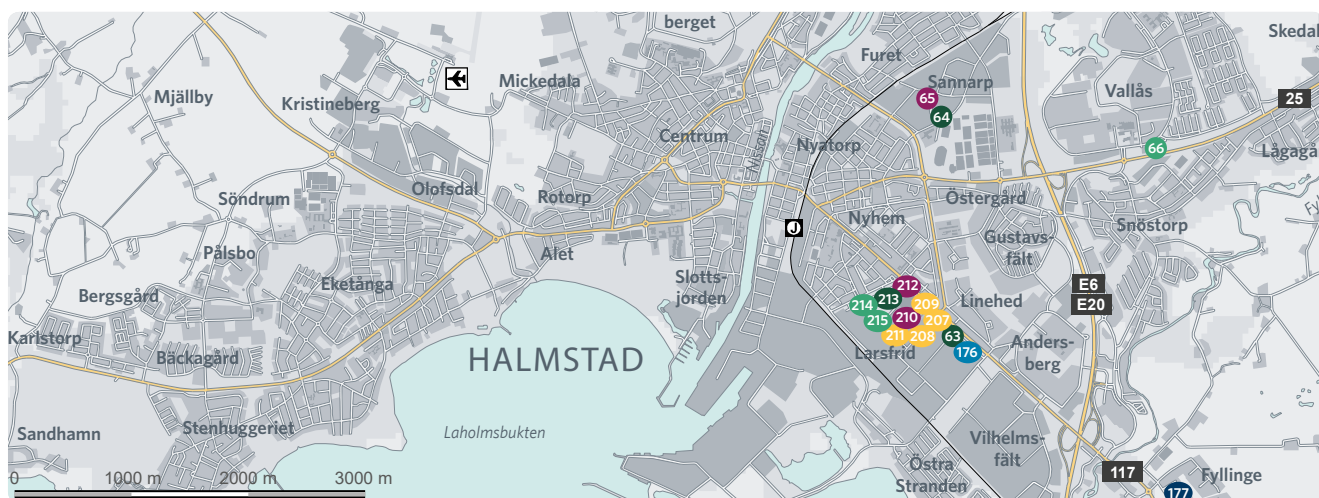 berget
Furet
Skedal
Mjällby
Kristineberg
Mickedala
Sannarp
65
64
Vallås
25
Centrum
Nissan
Nyatorp
66
Lågagå
Söndrum
Olofsdal
Rotorp
Östergård
Nyhem
Snöstorp
Fy
Pålsbo
Alet
J
Gustavs-
fält
Bergsgård
Eketånga
Slotts-
jorden
E6
E20
212
213
209
214
210
207
215
211
208
63
176
Linehed
Karlstorp
Bäckagård
HALMSTAD
Larsfrid
Anders-
berg
Sandhamn
Stenhuggeriet
Laholmsbukten
Vilhelms-
fält
Östra
Stranden
117
Fyllinge
177
0
1000 m
2000 m
3000 m